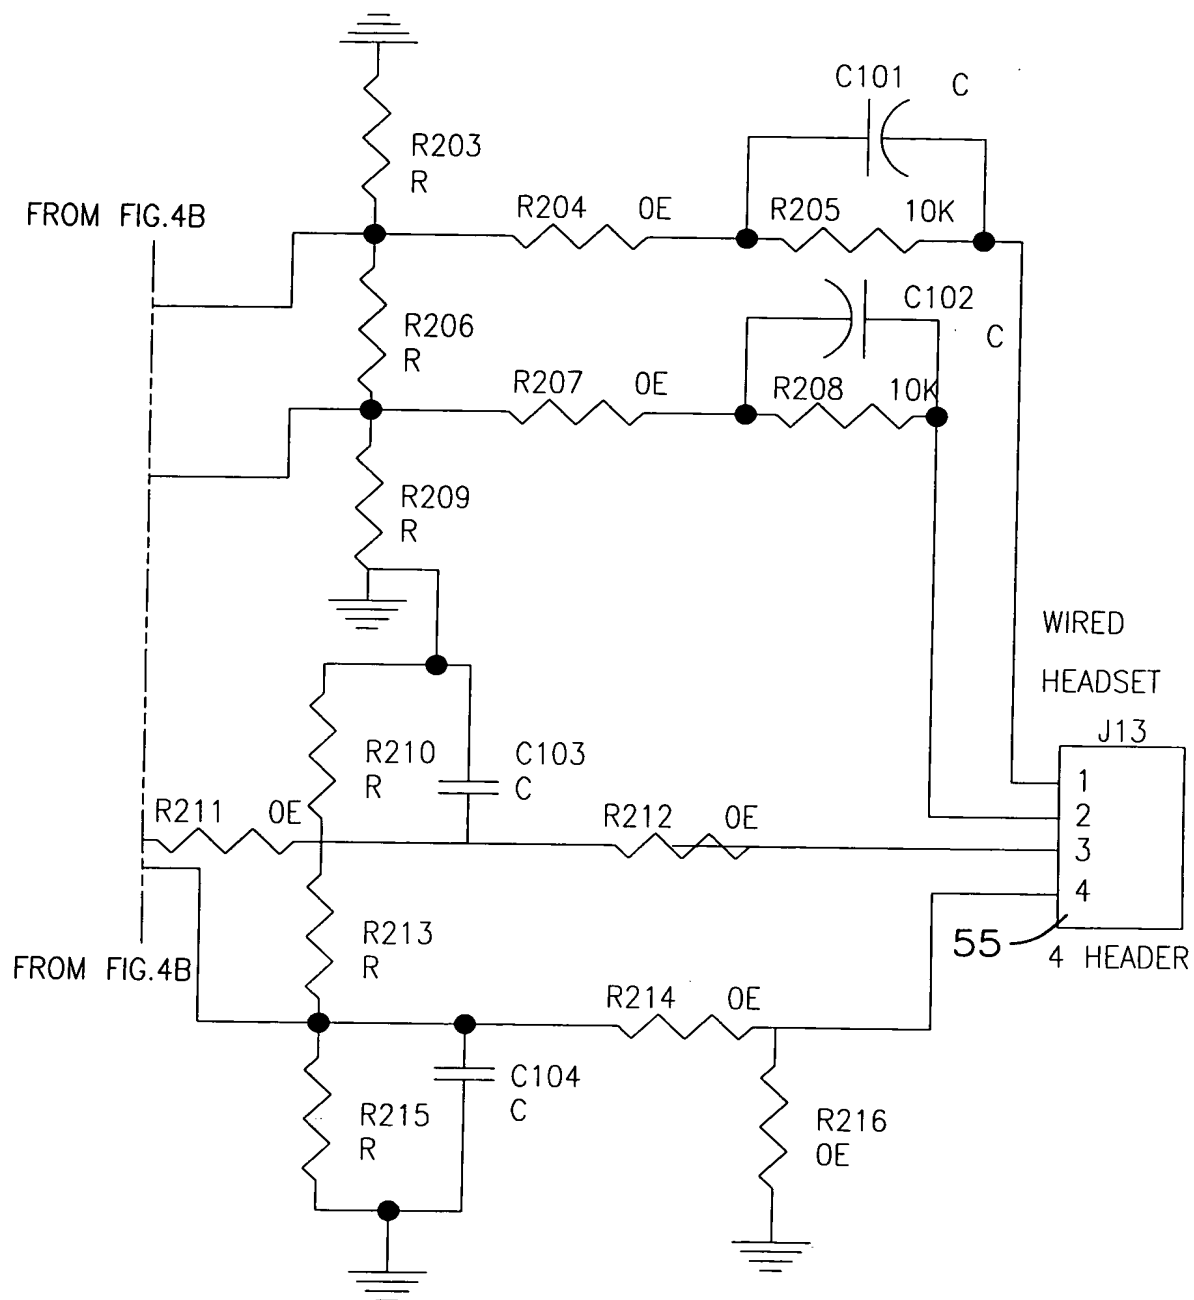 C101 C
R203
R
FROM FIG.4B
R204 0E
R205 10K
C102
C
R206
R
R207 0E
R208 10K
R209
R
WIRED
HEADSET
J13
R210
R
C103
C
1
2
3
4
R211 0E
R212 0E
55
4 HEADER
R213
R
FROM FIG.4B
R214 0E
C104
C
R215
R
R216
0E